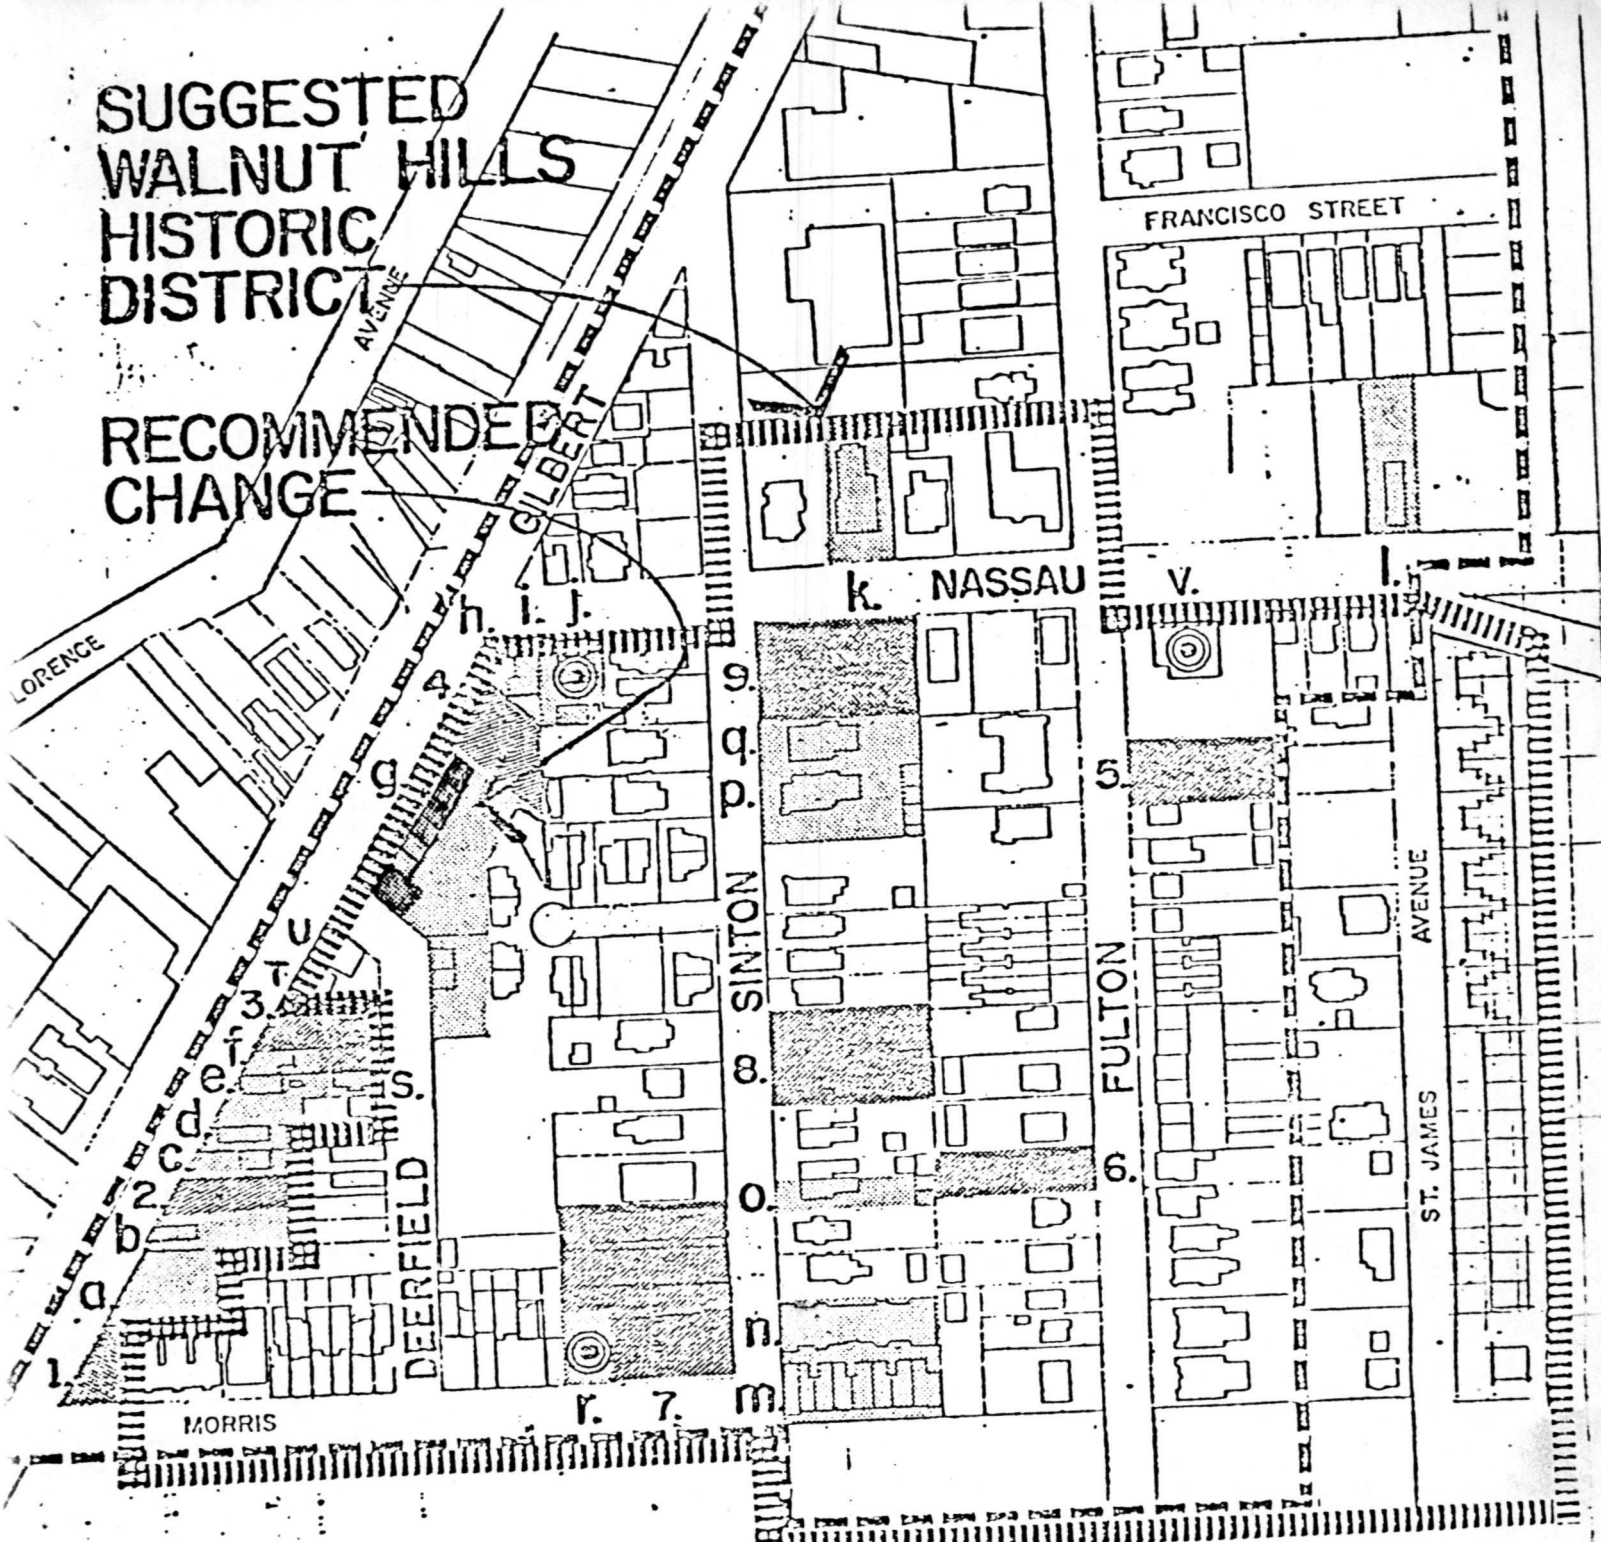 SUGGESTED
WALNUT HILLS
HISTORIC
DISTRICT
AVENUE
RECOMMENDED
CHANGE
GILBERT
FRANCISCO STREET
LORENCE
h. i. j.
k. NASSAU v. l.
4.
g
u
T.
3.
f.
e.
d
c.
2.
b
a
1.
s.
DEERFIELD
MORRIS
r. 7. m.
9.
q.
p.
SINTON
8.
o.
n.
5.
FULTON
6.
AVENUE
ST. JAMES